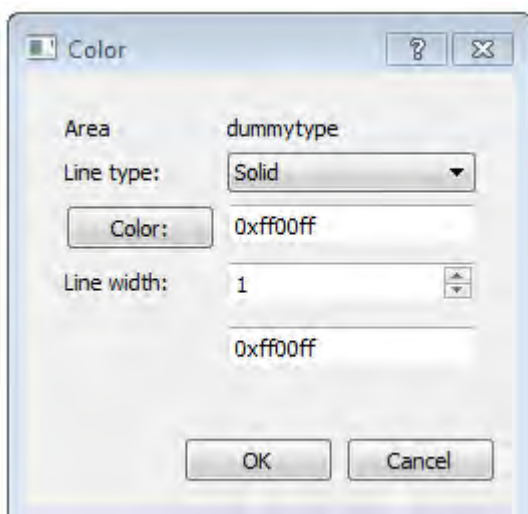 Color
Area dummytype
Line type: Solid
Color: 0xff00ff
Line width: 1
0xff00ff
OK Cancel